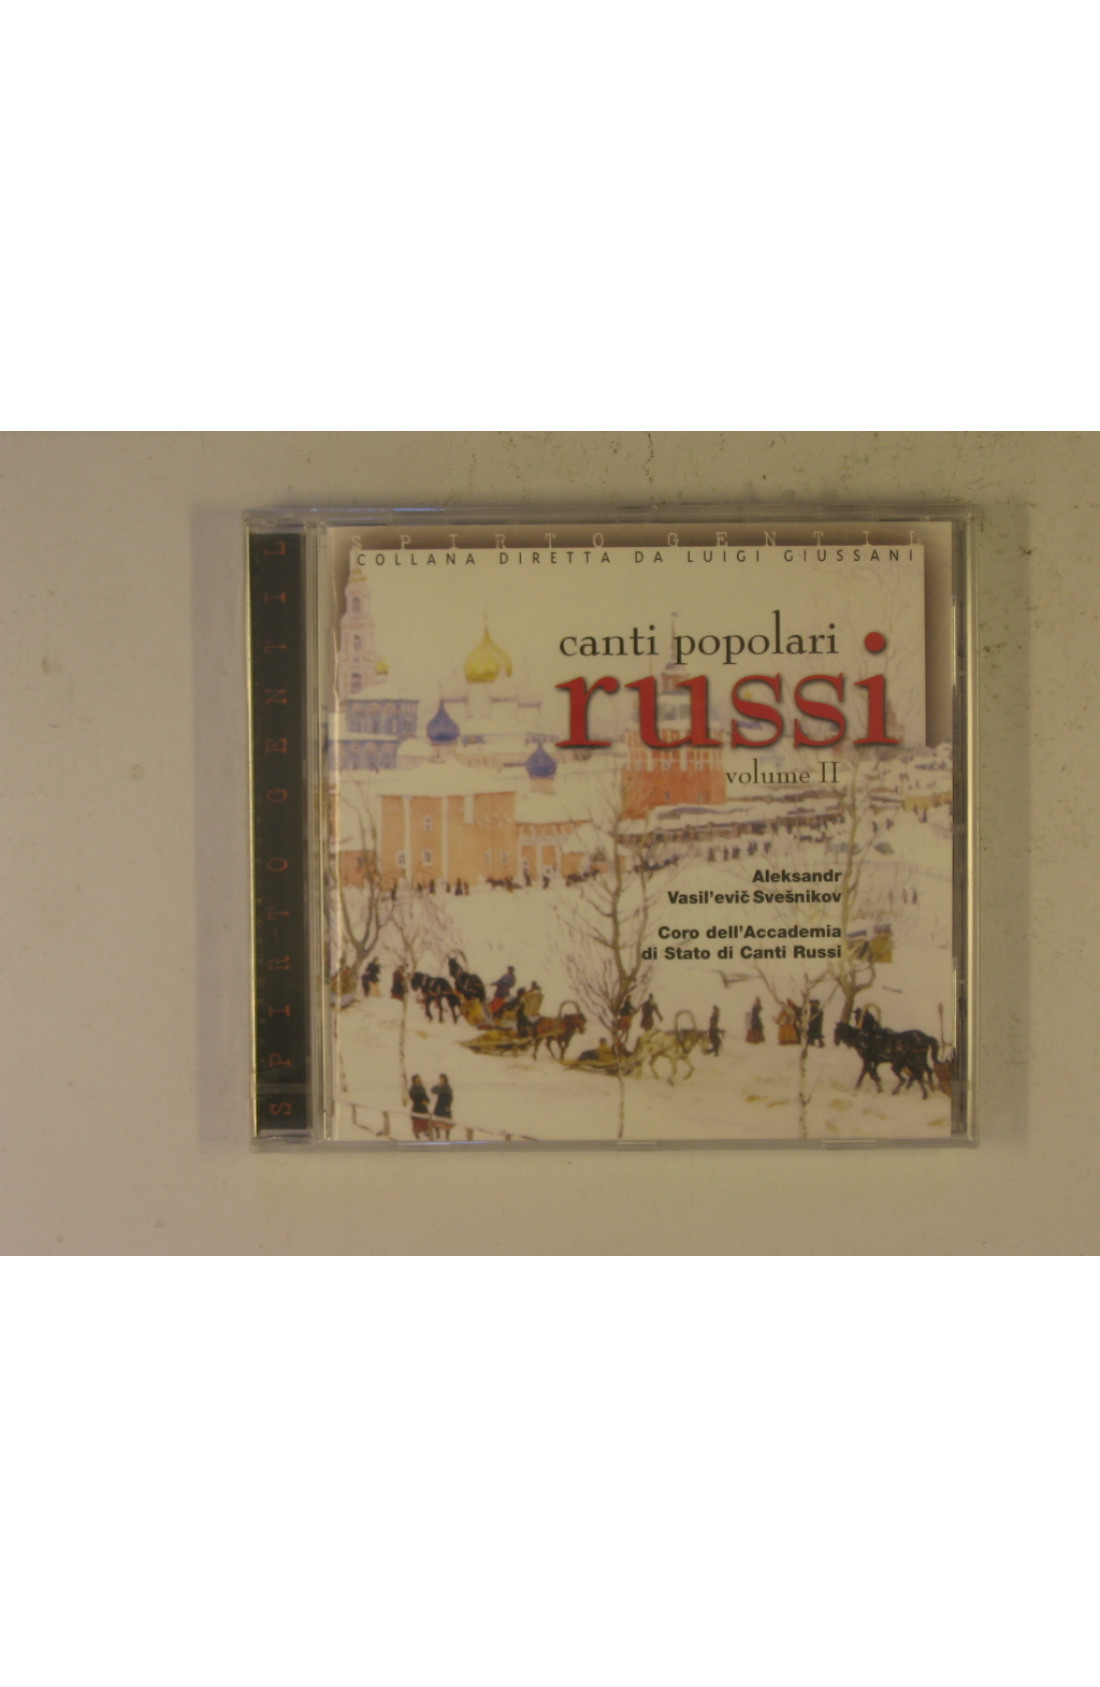 SPIRTO GENTIL
SPIRTO GENTIL
COLLANA DIRETTA DA LUIGI GIUSSANI
canti popolari
russi
volume II
Aleksandr
Vasil'evič Svešnikov
Coro dell'Accademia
di Stato di Canti Russi